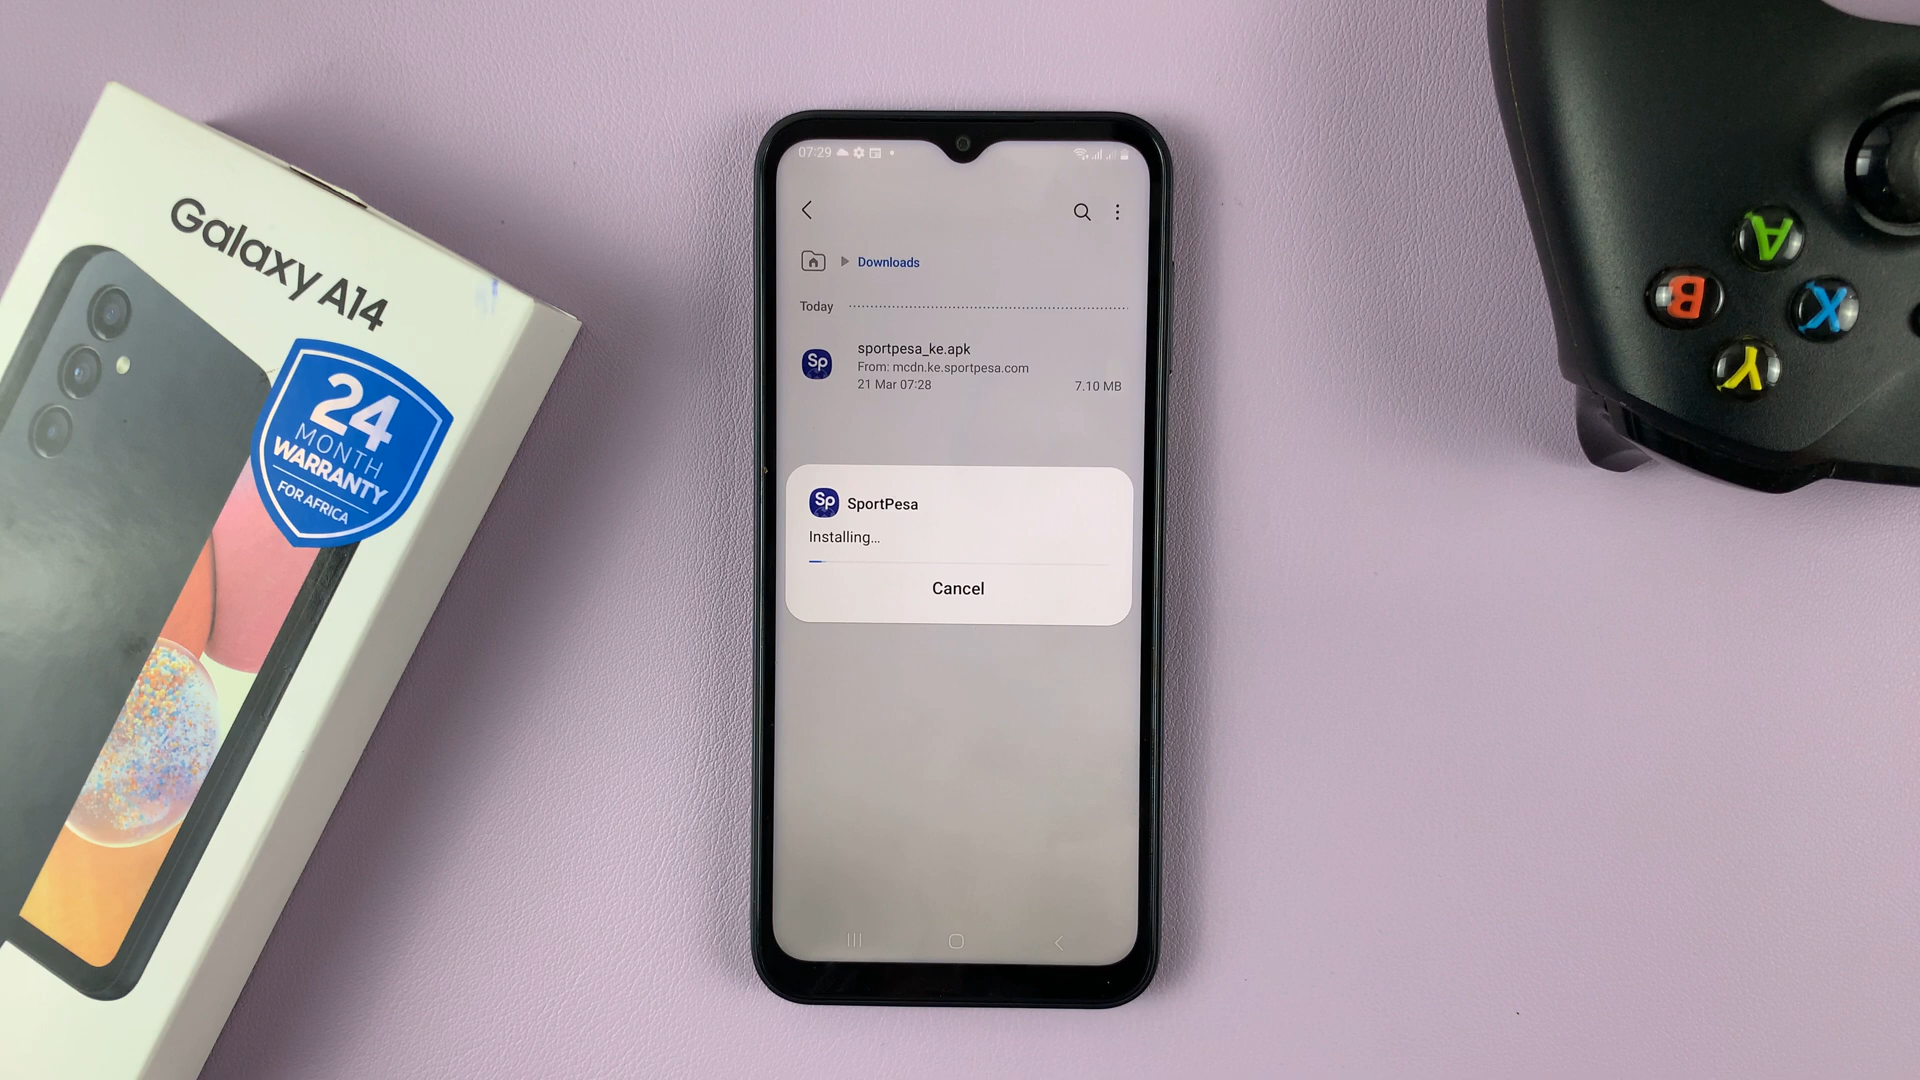 Galaxy A14
24
MONTH
WARRANTY
FOR AFRICA
07:29
Downloads
Today
Sp
sportpesa_ke.apk
From: mcdn.ke.sportpesa.com
21 Mar 07:28
7.10 MB
Sp
SportPesa
Installing...
Cancel
A
B
X
Y